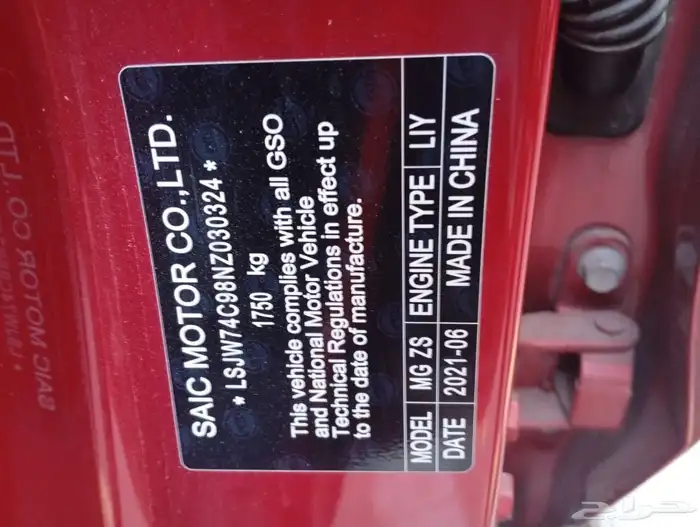 SAIC MOTOR CO.,LTD.
* LSJW74C98NZ030324 *
1750 kg
This vehicle complies with all GSO
and National Motor Vehicle
Technical Regulations in effect up
to the date of manufacture.
MODEL MG ZS ENGINE TYPE LIY
DATE 2021-06 MADE IN CHINA
حراج